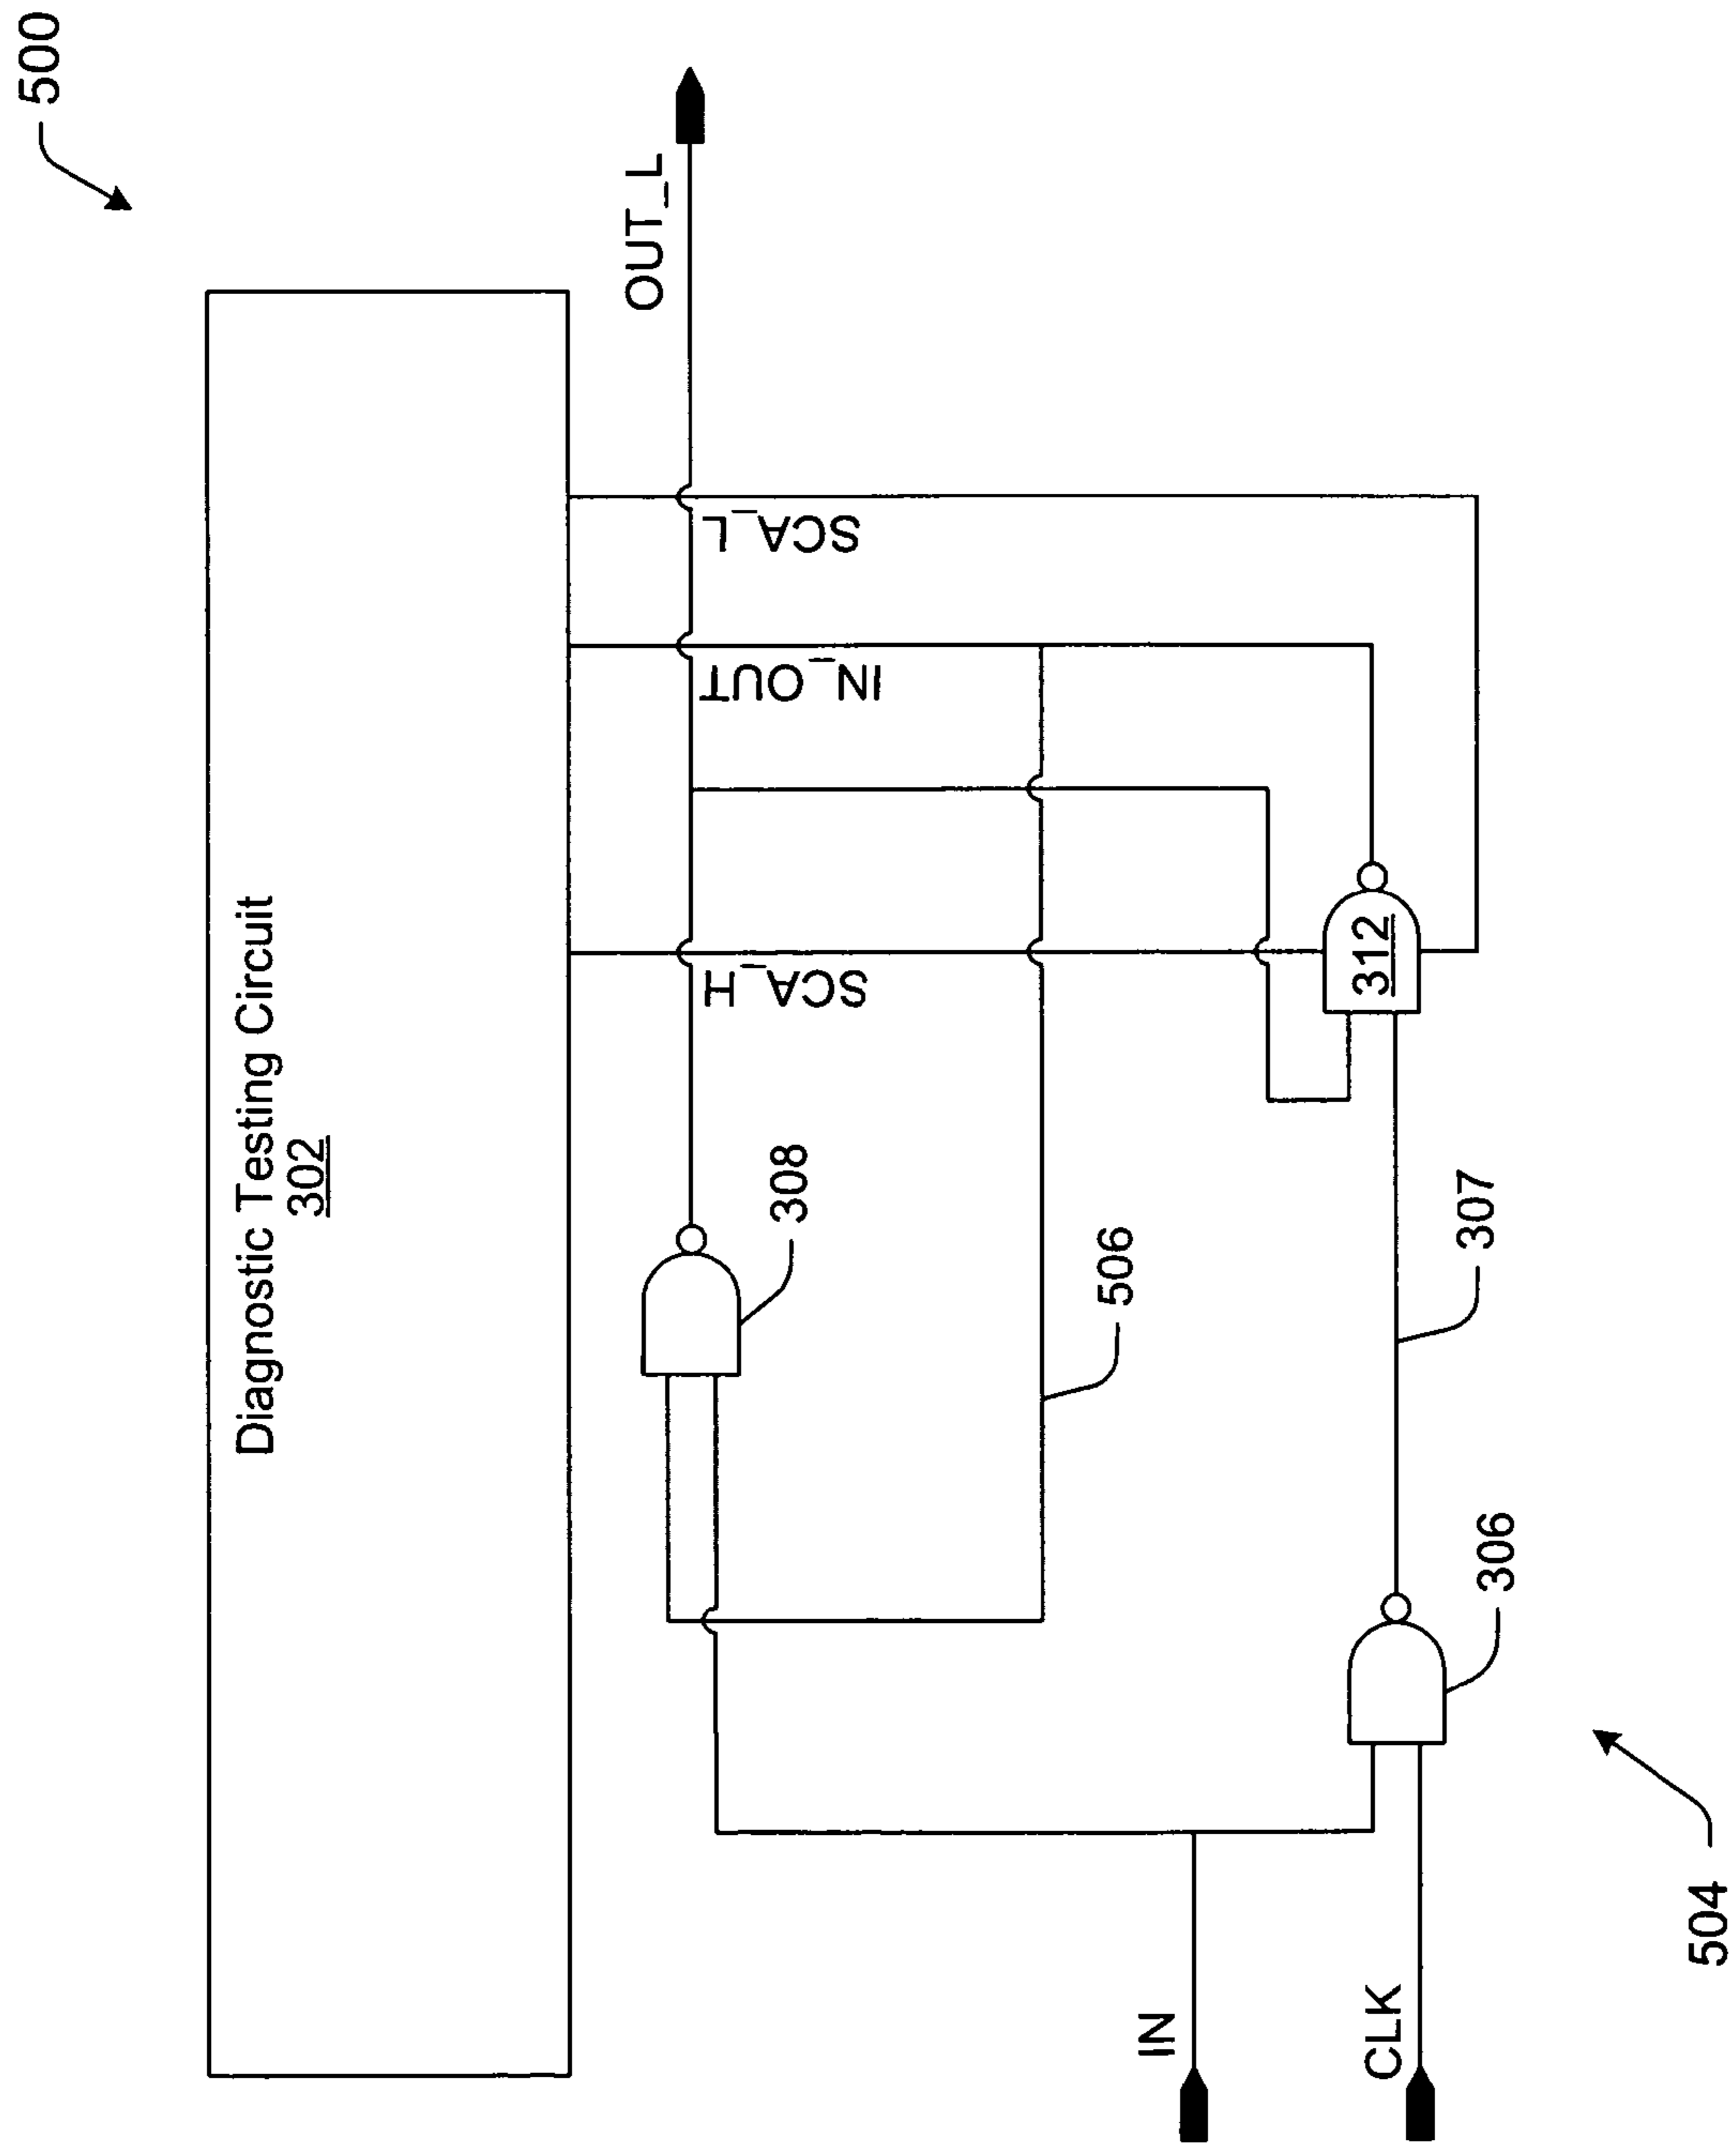 500
Diagnostic Testing Circuit
302
OUT_L
SCA_H
IN_OUT
SCA_L
308
506
312
307
306
IN
CLK
504